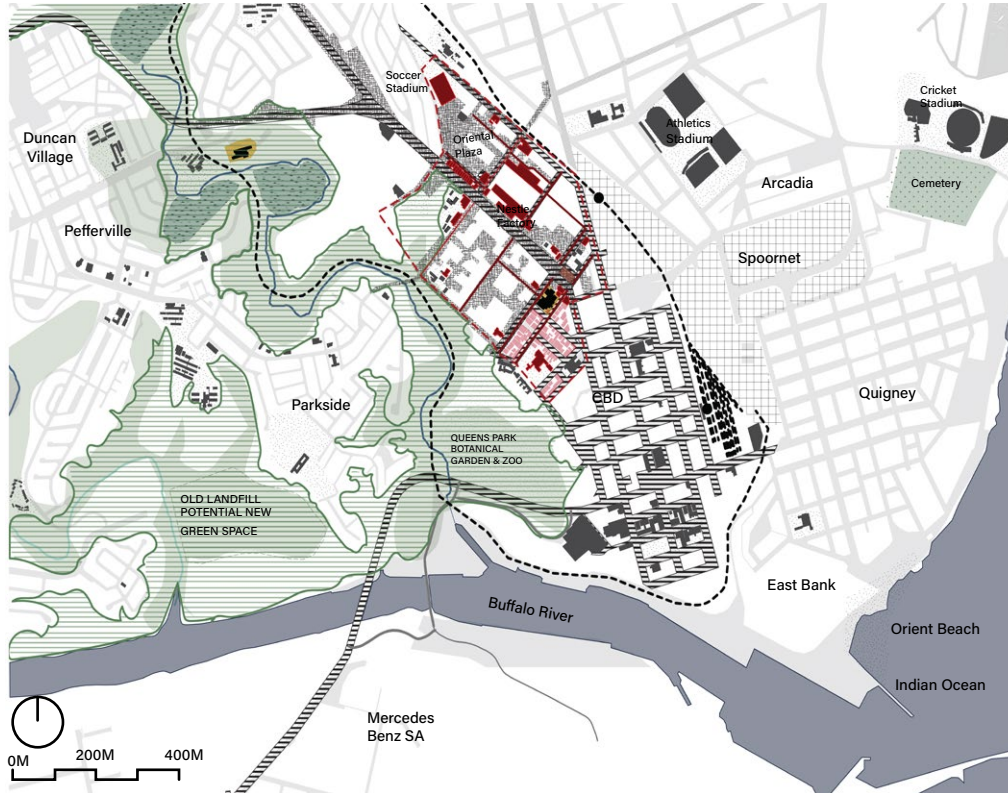 Soccer
Stadium
Cricket
Stadium
Athletics
Stadium
Duncan
Village
Oriental
Plaza
Arcadia
Cemetery
Pefferville
Nestle
Factory
Spoornet
Parkside
CBD
Quigney
QUEENS PARK
BOTANICAL
GARDEN & ZOO
OLD LANDFILL
POTENTIAL NEW
GREEN SPACE
East Bank
Buffalo River
Orient Beach
Indian Ocean
Mercedes
Benz SA
0M 200M 400M